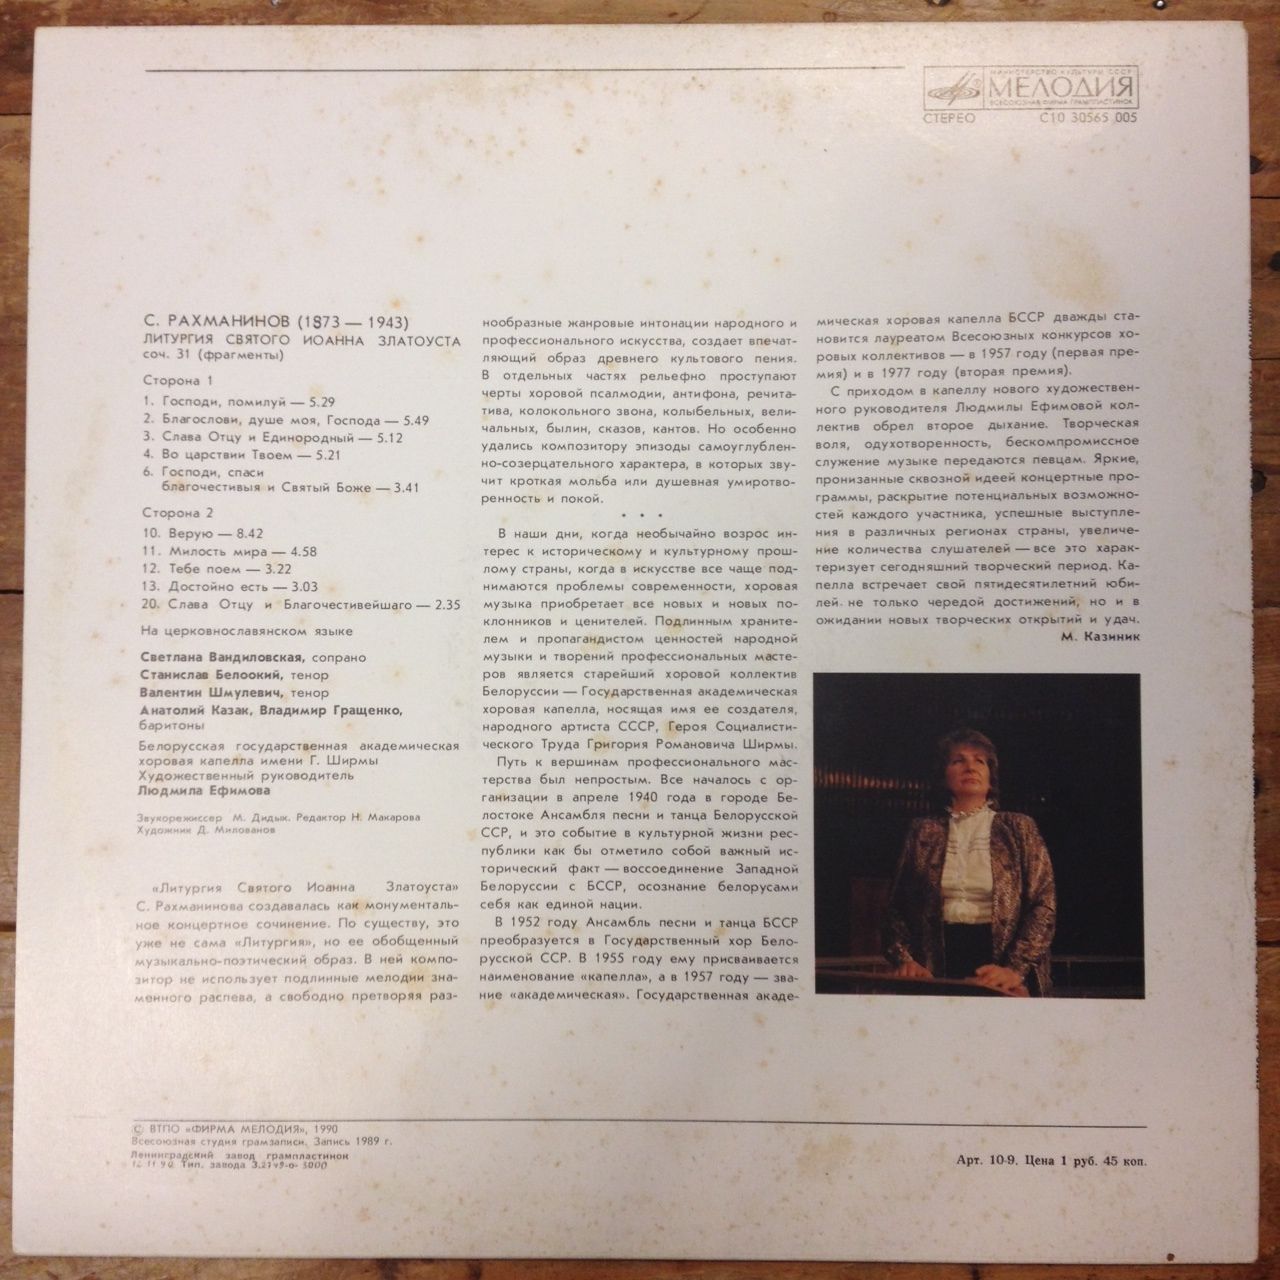 МИНИСТЕРСТВО КУЛЬТУРЫ СССР
МЕЛОДИЯ
ВСЕСОЮЗНАЯ ФИРМА ГРАМПЛАСТИНОК
СТЕРЕО С10 30565 005
С. РАХМАНИНОВ (1873 — 1943)
ЛИТУРГИЯ СВЯТОГО ИОАННА ЗЛАТОУСТА
соч. 31 (фрагменты)
Сторона 1
1. Господи, помилуй — 5.29
2. Благослови, душе моя, Господа — 5.49
3. Слава Отцу и Единородный — 5.12
4. Во царствии Твоем — 5.21
6. Господи, спаси
благочестивыя и Святый Боже — 3.41
Сторона 2
10. Верую — 8.42
11. Милость мира — 4.58
12. Тебе поем — 3.22
13. Достойно есть — 3.03
20. Слава Отцу и Благочестивейшаго — 2.35
На церковнославянском языке
Светлана Вандиловская, сопрано
Станислав Белоокий, тенор
Валентин Шмулевич, тенор
Анатолий Казак, Владимир Гращенко,
баритоны
Белорусская государственная академическая
хоровая капелла имени Г. Ширмы
Художественный руководитель
Людмила Ефимова
Звукорежиссер М. Дидык. Редактор Н. Макарова
Художник Д. Милованов
«Литургия Святого Иоанна Златоуста»
С. Рахманинова создавалась как монументаль-
ное концертное сочинение. По существу, это
уже не сама «Литургия», но ее обобщенный
музыкально-поэтический образ. В ней компо-
зитор не использует подлинные мелодии зна-
менного распева, а свободно претворяя раз-
нообразные жанровые интонации народного и
профессионального искусства, создает впечат-
ляющий образ древнего культового пения.
В отдельных частях рельефно проступают
черты хоровой псалмодии, антифона, речита-
тива, колокольного звона, колыбельных, вели-
чальных, былин, сказов, кантов. Но особенно
удались композитору эпизоды самоуглублен-
но-созерцательного характера, в которых зву-
чит кроткая мольба или душевная умиротво-
ренность и покой.
* * *
В наши дни, когда необычайно возрос ин-
терес к историческому и культурному прош-
лому страны, когда в искусстве все чаще под-
нимаются проблемы современности, хоровая
музыка приобретает все новых и новых по-
клонников и ценителей. Подлинным храните-
лем и пропагандистом ценностей народной
музыки и творений профессиональных масте-
ров является старейший хоровой коллектив
Белоруссии — Государственная академическая
хоровая капелла, носящая имя ее создателя,
народного артиста СССР, Героя Социалисти-
ческого Труда Григория Романовича Ширмы.
Путь к вершинам профессионального мас-
терства был непростым. Все началось с ор-
ганизации в апреле 1940 года в городе Бе-
лостоке Ансамбля песни и танца Белорусской
ССР, и это событие в культурной жизни рес-
публики как бы отметило собой важный ис-
торический факт — воссоединение Западной
Белоруссии с БССР, осознание белорусами
себя как единой нации.
В 1952 году Ансамбль песни и танца БССР
преобразуется в Государственный хор Бело-
русской ССР. В 1955 году ему присваивается
наименование «капелла», а в 1957 году — зва-
ние «академическая». Государственная акаде-
мическая хоровая капелла БССР дважды ста-
новится лауреатом Всесоюзных конкурсов хо-
ровых коллективов — в 1957 году (первая пре-
мия) и в 1977 году (вторая премия).
С приходом в капеллу нового художествен-
ного руководителя Людмилы Ефимовой кол-
лектив обрел второе дыхание. Творческая
воля, одухотворенность, бескомпромиссное
служение музыке передаются певцам. Яркие,
пронизанные сквозной идеей концертные про-
граммы, раскрытие потенциальных возможно-
стей каждого участника, успешные выступле-
ния в различных регионах страны, увеличе-
ние количества слушателей — все это харак-
теризует сегодняшний творческий период. Ка-
пелла встречает свой пятидесятилетний юби-
лей не только чередой достижений, но и в
ожидании новых творческих открытий и удач.
М. Казиник
© ВТПО «ФИРМА МЕЛОДИЯ», 1990
Всесоюзная студия грамзаписи. Запись 1989 г.
Ленинградский завод грампластинок
Тип. завода
Арт. 10-9. Цена 1 руб. 45 коп.